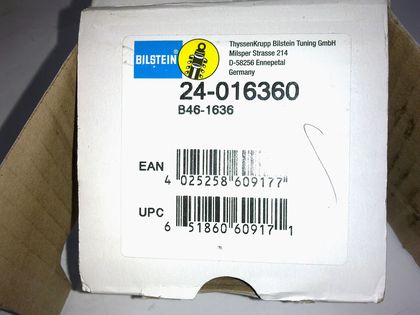 BILSTEIN
ThyssenKrupp Bilstein Tuning GmbH
Milsper Strasse 214
D-58256 Ennepetal
Germany
24-016360
B46-1636
EAN
4 025258 609177
UPC
6 51860 60917 1